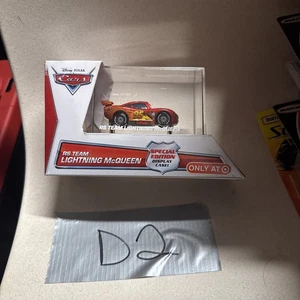 DISNEY·PIXAR
Cars
RS TEAM LIGHTNING McQUEEN
RS TEAM
LIGHTNING McQUEEN
SPECIAL
EDITION
DISPLAY
CASE!
ONLY AT
D2